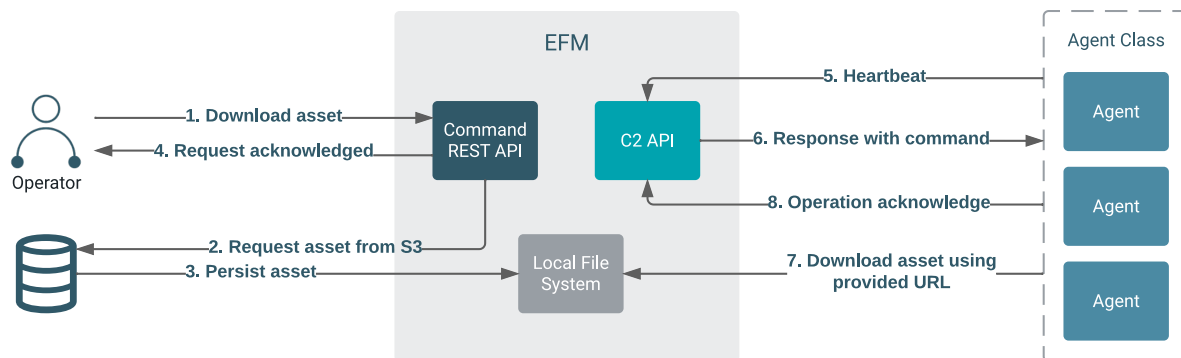 EFM
Agent Class
5. Heartbeat
Agent
1. Download asset
Command
REST API
C2 API
6. Response with command
4. Request acknowledged
Operator
8. Operation acknowledge
Agent
2. Request asset from S3
3. Persist asset
Local File
System
7. Download asset using
provided URL
Agent